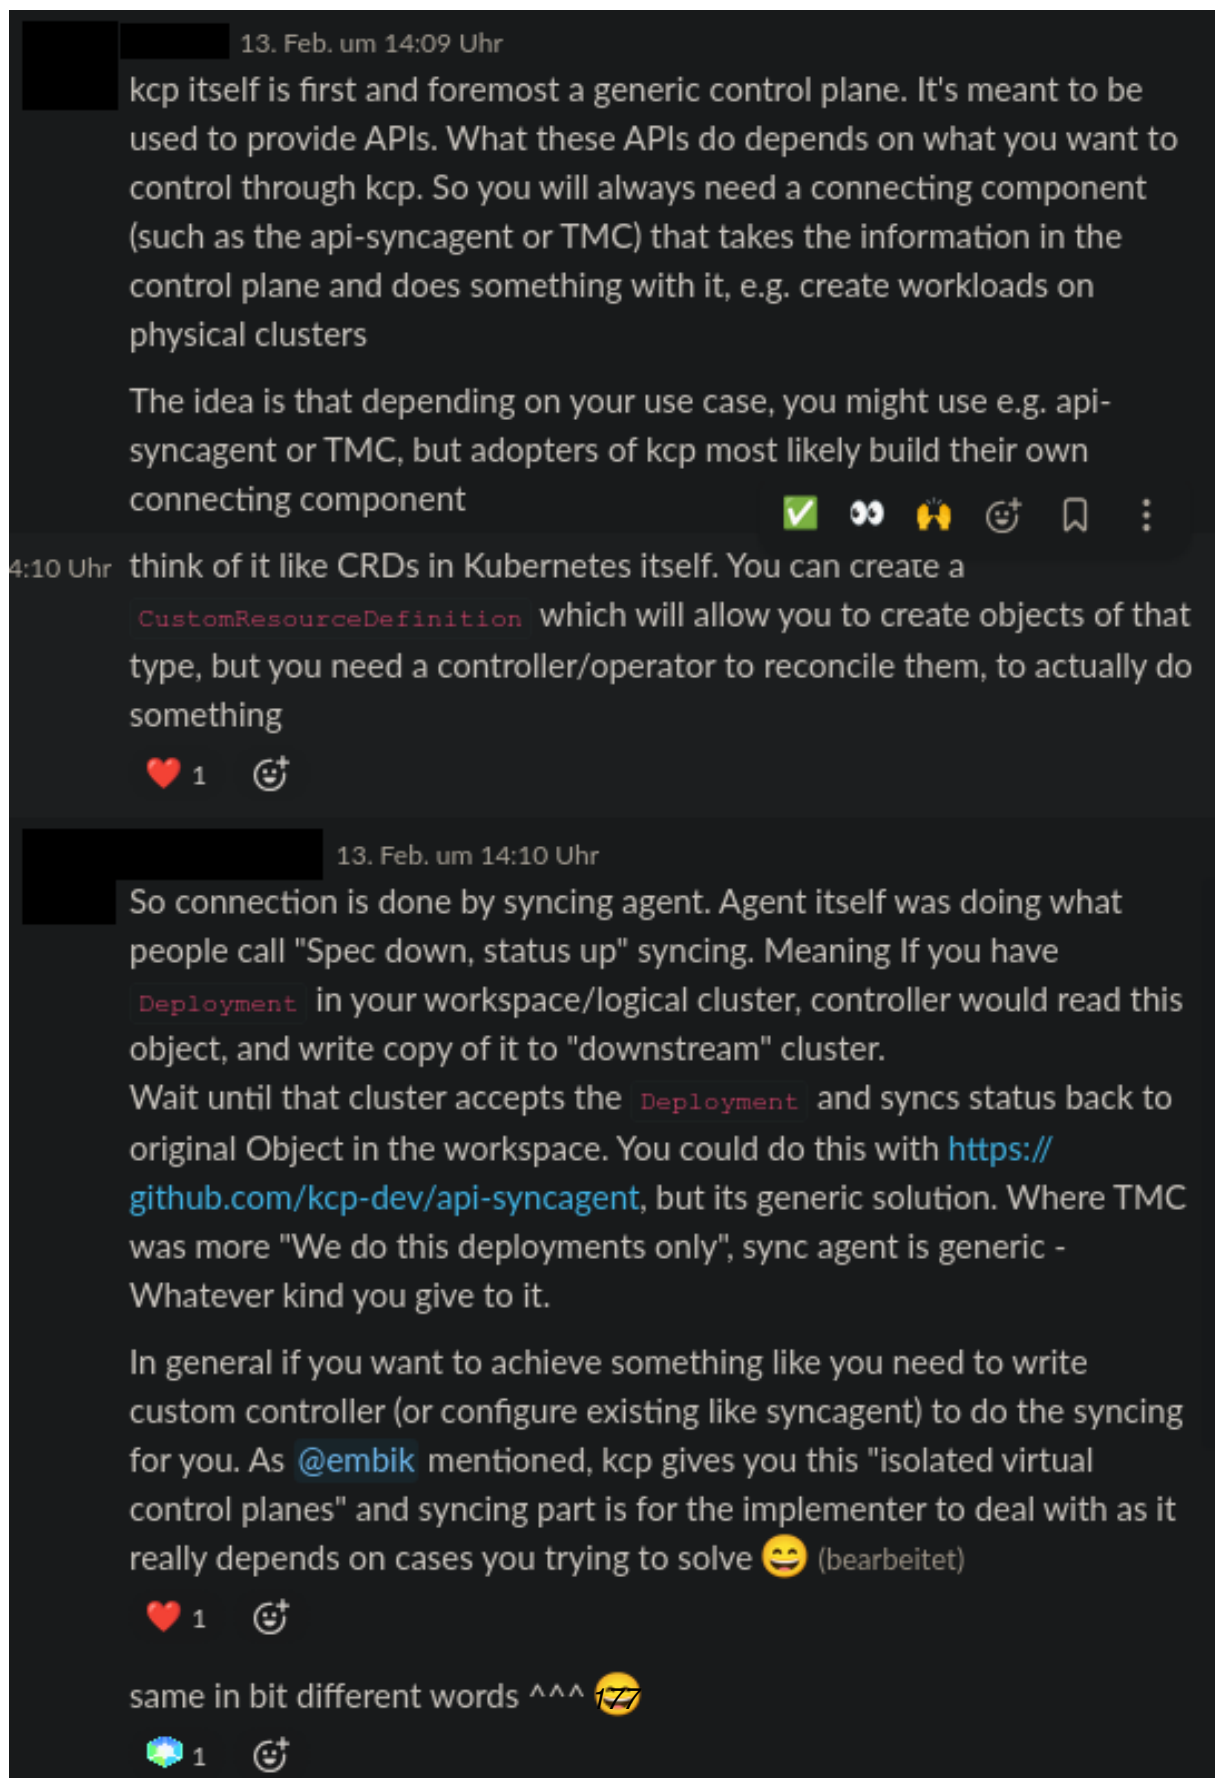 13. Feb. um 14:09 Uhr
kcp itself is first and foremost a generic control plane. It's meant to be
used to provide APIs. What these APIs do depends on what you want to
control through kcp. So you will always need a connecting component
(such as the api-syncagent or TMC) that takes the information in the
control plane and does something with it, e.g. create workloads on
physical clusters
The idea is that depending on your use case, you might use e.g. api-
syncagent or TMC, but adopters of kcp most likely build their own
connecting component
4:10 Uhr think of it like CRDs in Kubernetes itself. You can create a
CustomResourceDefinition which will allow you to create objects of that
type, but you need a controller/operator to reconcile them, to actually do
something
1
13. Feb. um 14:10 Uhr
So connection is done by syncing agent. Agent itself was doing what
people call "Spec down, status up" syncing. Meaning If you have
Deployment in your workspace/logical cluster, controller would read this
object, and write copy of it to "downstream" cluster.
Wait until that cluster accepts the Deployment and syncs status back to
original Object in the workspace. You could do this with https://
github.com/kcp-dev/api-syncagent, but its generic solution. Where TMC
was more "We do this deployments only", sync agent is generic -
Whatever kind you give to it.
In general if you want to achieve something like you need to write
custom controller (or configure existing like syncagent) to do the syncing
for you. As @embik mentioned, kcp gives you this "isolated virtual
control planes" and syncing part is for the implementer to deal with as it
really depends on cases you trying to solve 😄 (bearbeitet)
1
same in bit different words ^^^ 177
1